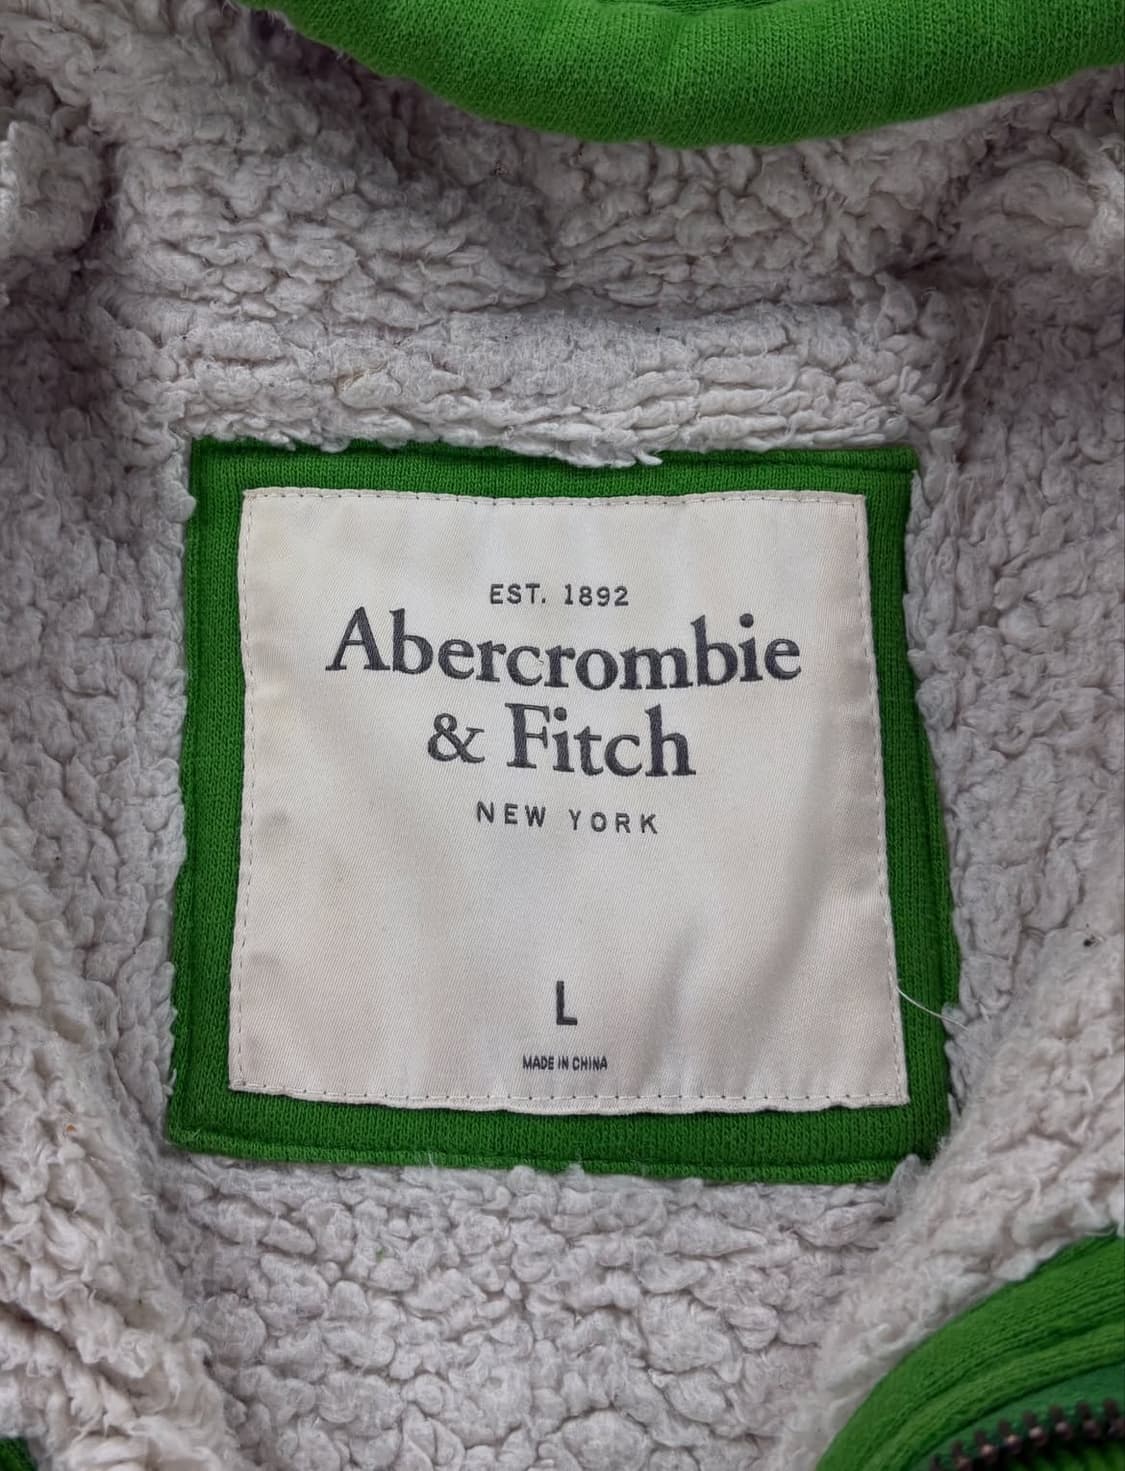 EST. 1892
Abercrombie
& Fitch
NEW YORK
L
MADE IN CHINA